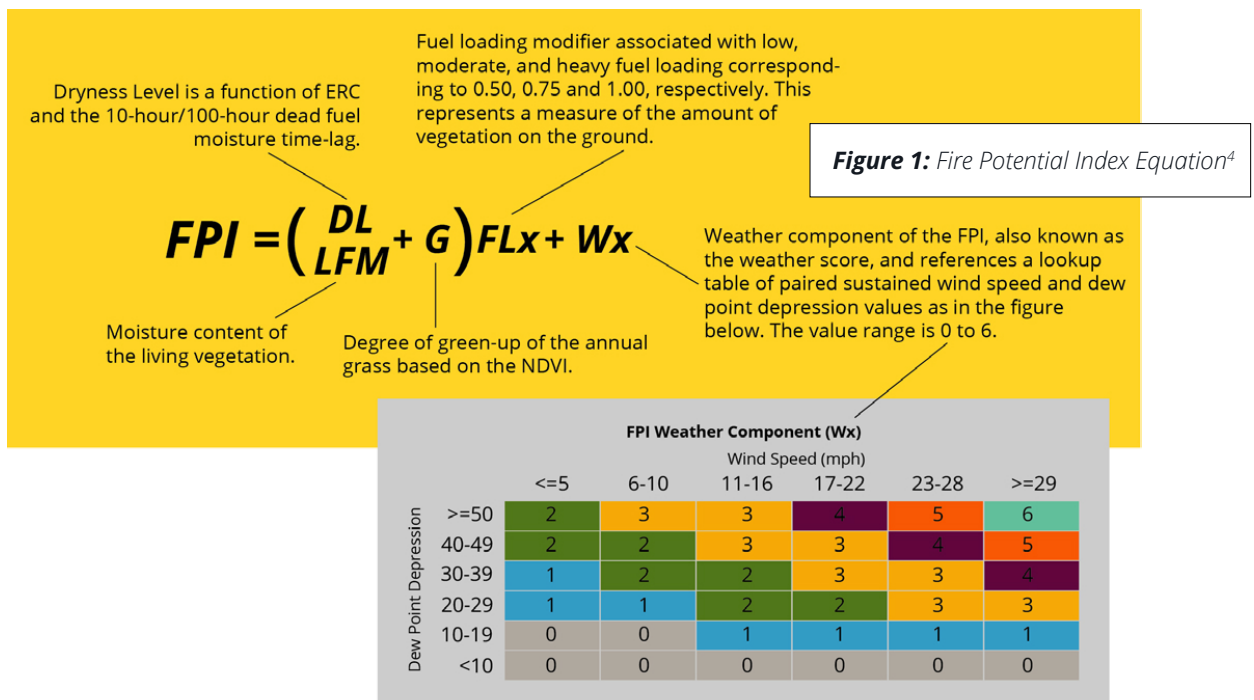 Fuel loading modifier associated with low,
moderate, and heavy fuel loading correspond-
ing to 0.50, 0.75 and 1.00, respectively. This
represents a measure of the amount of
vegetation on the ground.
Dryness Level is a function of ERC
and the 10-hour/100-hour dead fuel
moisture time-lag.
Figure 1: Fire Potential Index Equation⁴
FPI = ( DL
LFM + G ) FLx + Wx
Weather component of the FPI, also known as
the weather score, and references a lookup
table of paired sustained wind speed and dew
point depression values as in the figure
below. The value range is 0 to 6.
Moisture content of
the living vegetation.
Degree of green-up of the annual
grass based on the NDVI.
FPI Weather Component (Wx)
Wind Speed (mph)
<=5 6-10 11-16 17-22 23-28 >=29
Dew Point Depression
>=50 2 3 3 4 5 6
40-49 2 2 3 3 4 5
30-39 1 2 2 3 3 4
20-29 1 1 2 2 3 3
10-19 0 0 1 1 1 1
<10 0 0 0 0 0 0